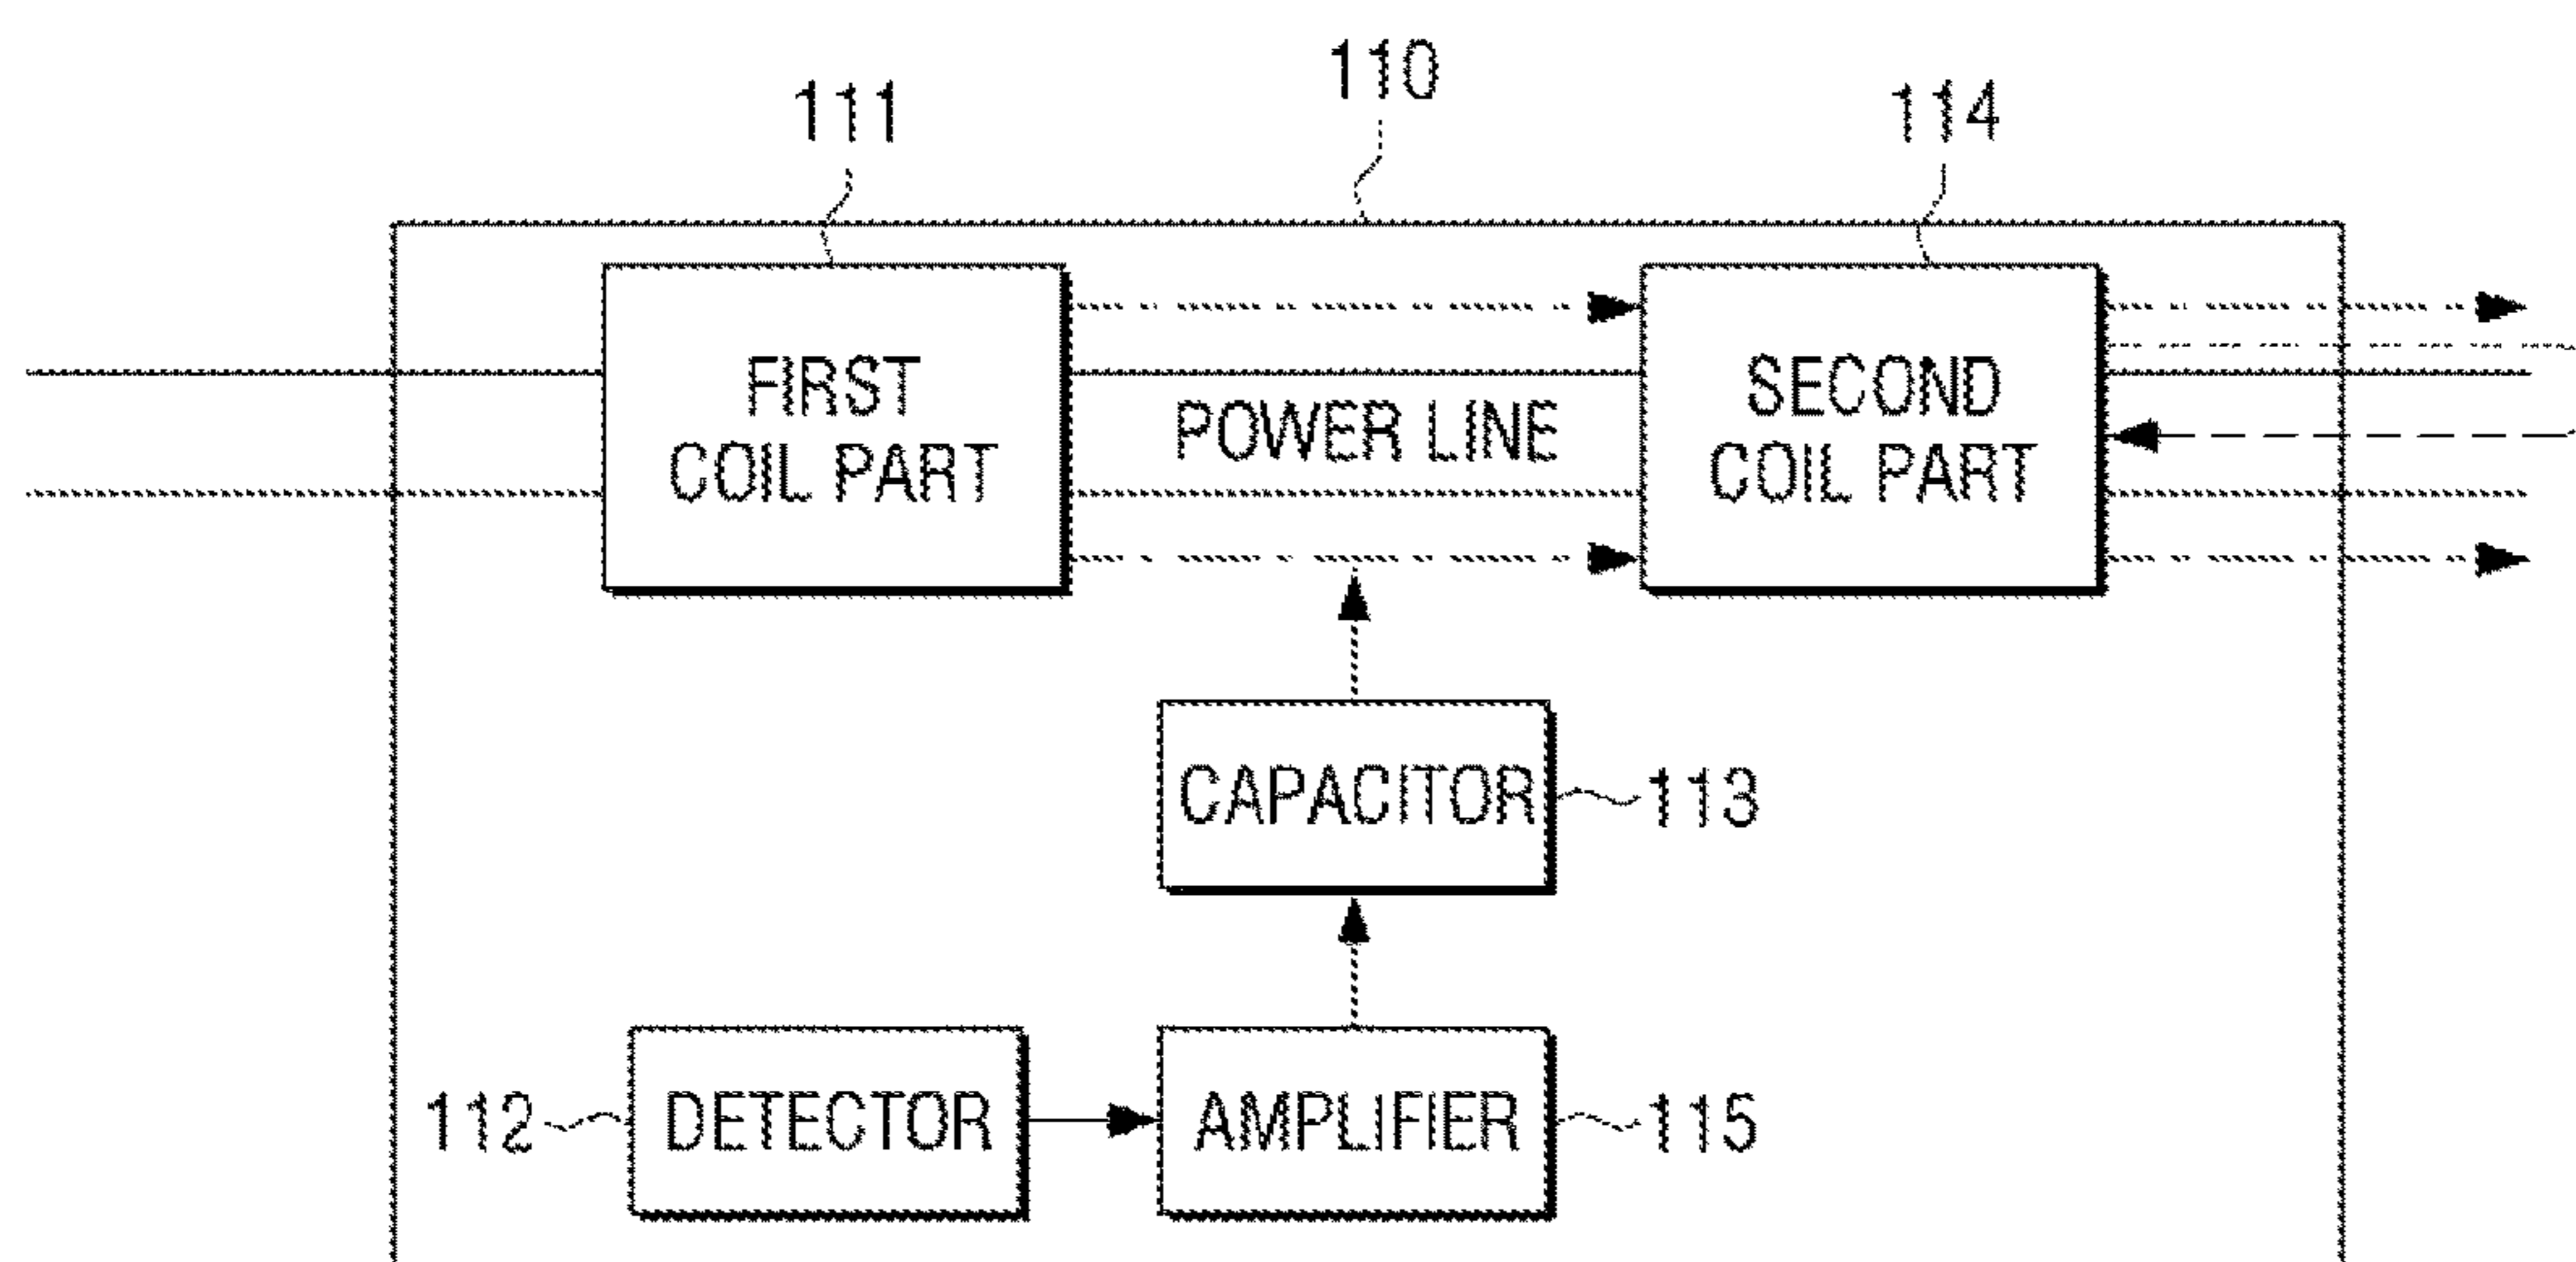 110
111
114
FIRST
COIL PART
POWER LINE
SECOND
COIL PART
CAPACITOR
113
112
DETECTOR
AMPLIFIER
115